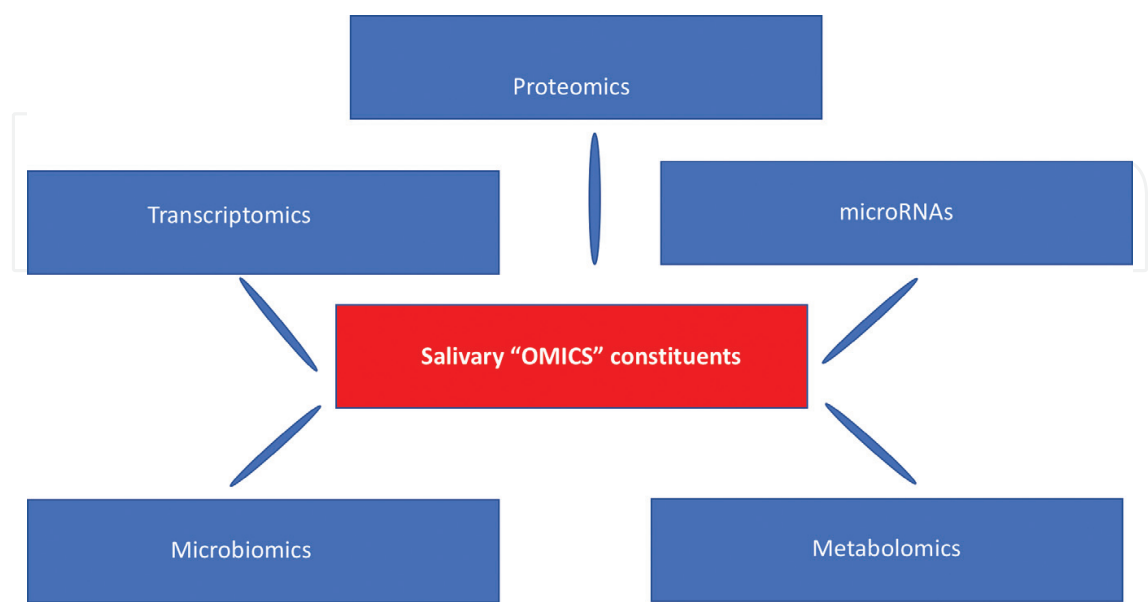 Proteomics
Transcriptomics
microRNAs
Salivary “OMICS” constituents
Microbiomics
Metabolomics